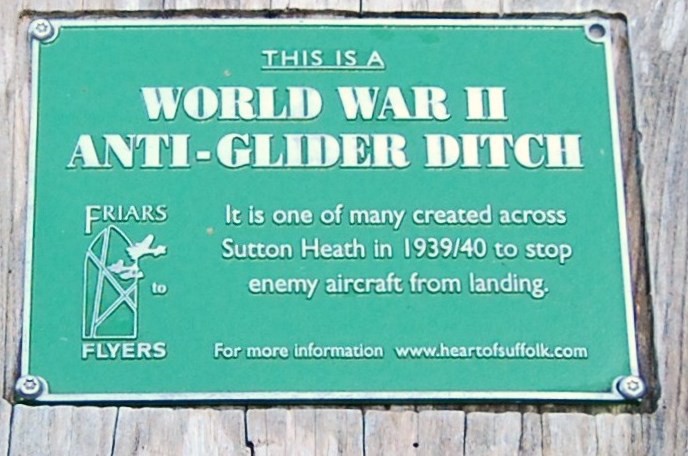 THIS IS A
WORLD WAR II
ANTI-GLIDER DITCH
FRIARS
to
FLYERS
It is one of many created across
Sutton Heath in 1939/40 to stop
enemy aircraft from landing.
For more information www.heartofsuffolk.com